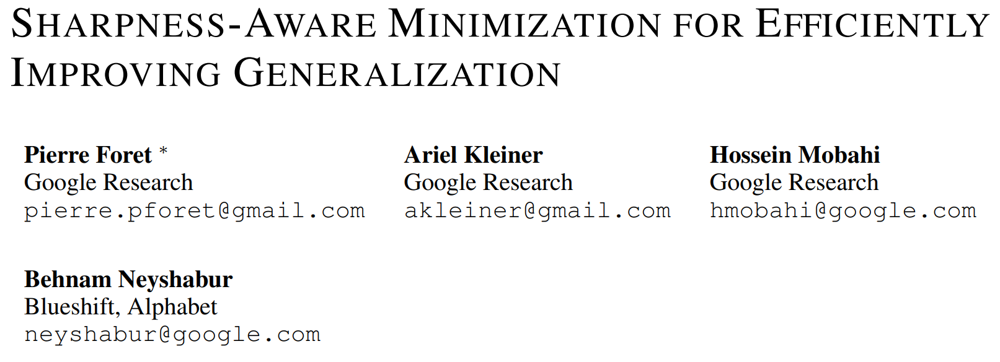 SHARPNESS-AWARE MINIMIZATION FOR EFFICIENTLY
IMPROVING GENERALIZATION
Pierre Foret * Ariel Kleiner Hossein Mobahi
Google Research Google Research Google Research
pierre.pforet@gmail.com akleiner@gmail.com hmobahi@google.com
Behnam Neyshabur
Blueshift, Alphabet
neyshabur@google.com